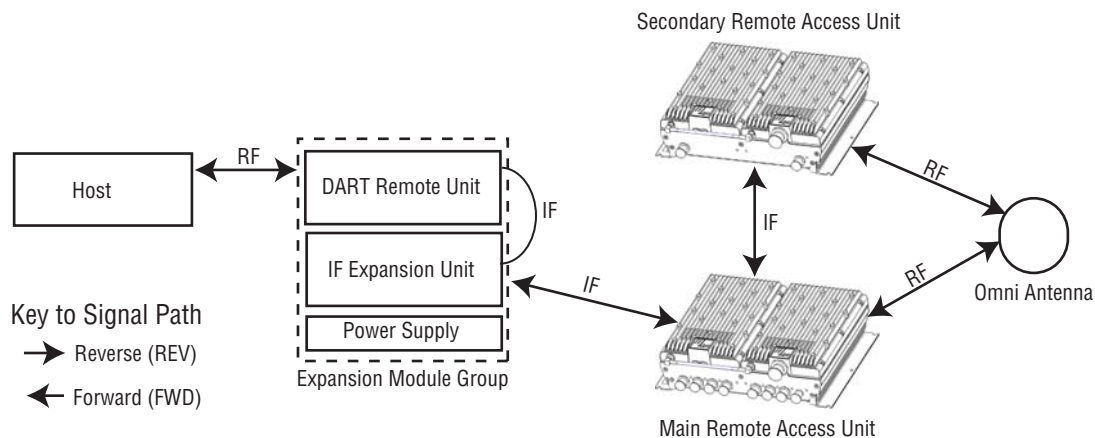 Secondary Remote Access Unit
Host
RF
DART Remote Unit
IF
IF Expansion Unit
Power Supply
Expansion Module Group
IF
IF
RF
RF
Omni Antenna
Main Remote Access Unit
Key to Signal Path
Reverse (REV)
Forward (FWD)